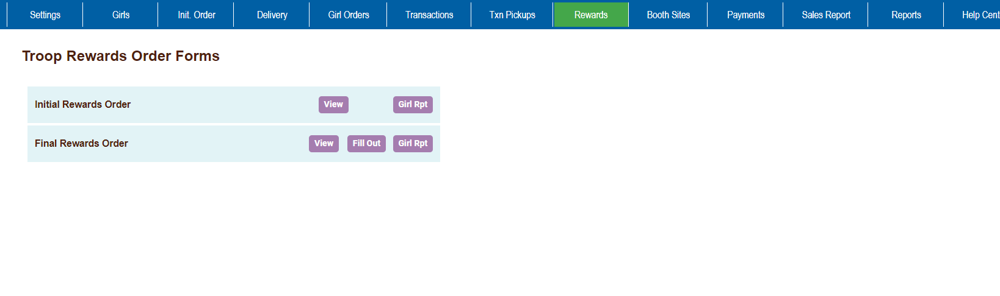 Settings Girls Init. Order Delivery Girl Orders Transactions Txn Pickups Rewards Booth Sites Payments Sales Report Reports Help Cent
Troop Rewards Order Forms
Initial Rewards Order View Girl Rpt
Final Rewards Order View Fill Out Girl Rpt